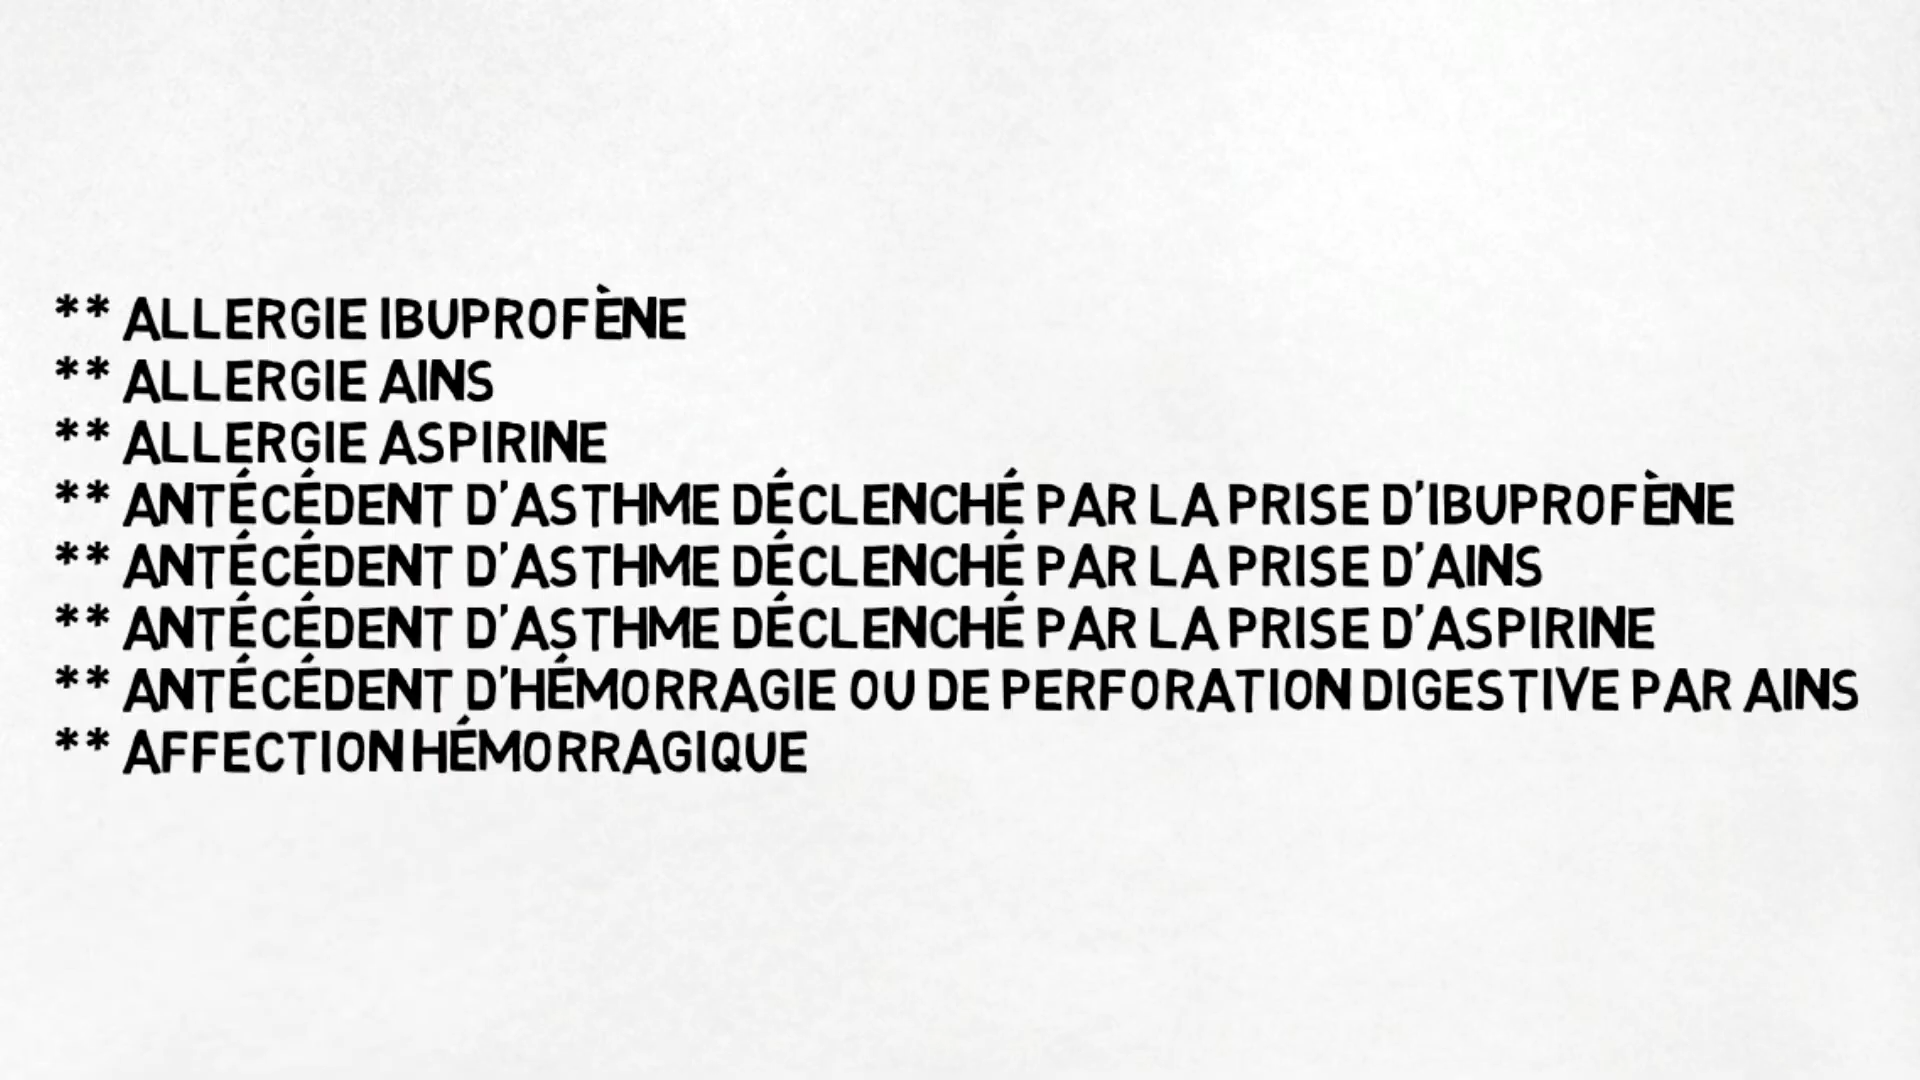 ** ALLERGIE IBUPROFÈNE
** ALLERGIE AINS
** ALLERGIE ASPIRINE
** ANTÉCÉDENT D'ASTHME DÉCLENCHÉ PAR LA PRISE D'IBUPROFÈNE
** ANTÉCÉDENT D'ASTHME DÉCLENCHÉ PAR LA PRISE D'AINS
** ANTÉCÉDENT D'ASTHME DÉCLENCHÉ PAR LA PRISE D'ASPIRINE
** ANTÉCÉDENT D'HÉMORRAGIE OU DE PERFORATION DIGESTIVE PAR AINS
** AFFECTION HÉMORRAGIQUE